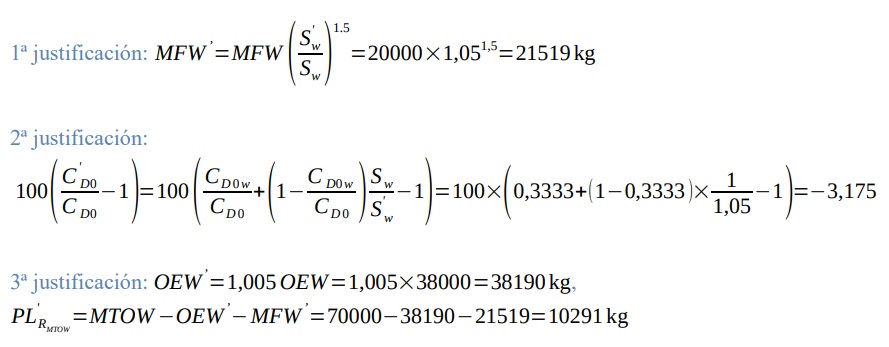 1ª justificación: MFW'=MFW(S'w/Sw)^1.5=20000×1,05^1,5=21519 kg
2ª justificación:
100(C'D0/CD0−1)=100(CD0w/CD0+(1−CD0w/CD0)Sw/S'w−1)=100×(0,3333+(1−0,3333)×1/1,05−1)=−3,175
3ª justificación: OEW'=1,005 OEW=1,005×38000=38190 kg,
PL'R_MTOW=MTOW−OEW'−MFW'=70000−38190−21519=10291 kg